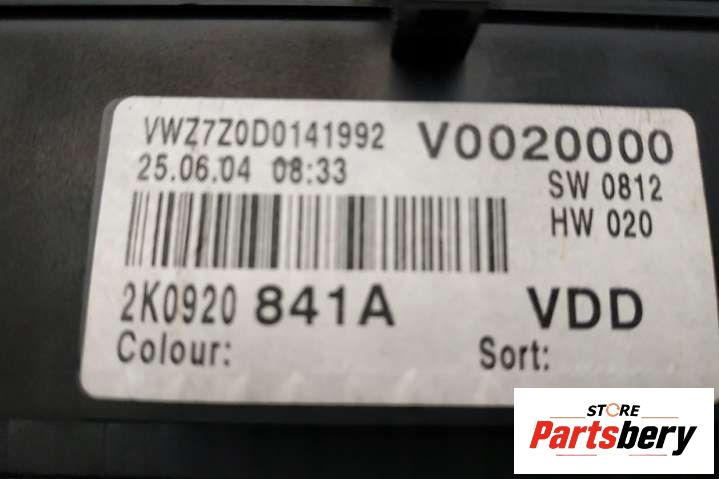 VWZ7Z0D0141992 V0020000
25.06.04 08:33 SW 0812
HW 020
2K0920 841A VDD
Colour: Sort:
STORE
Partsbery